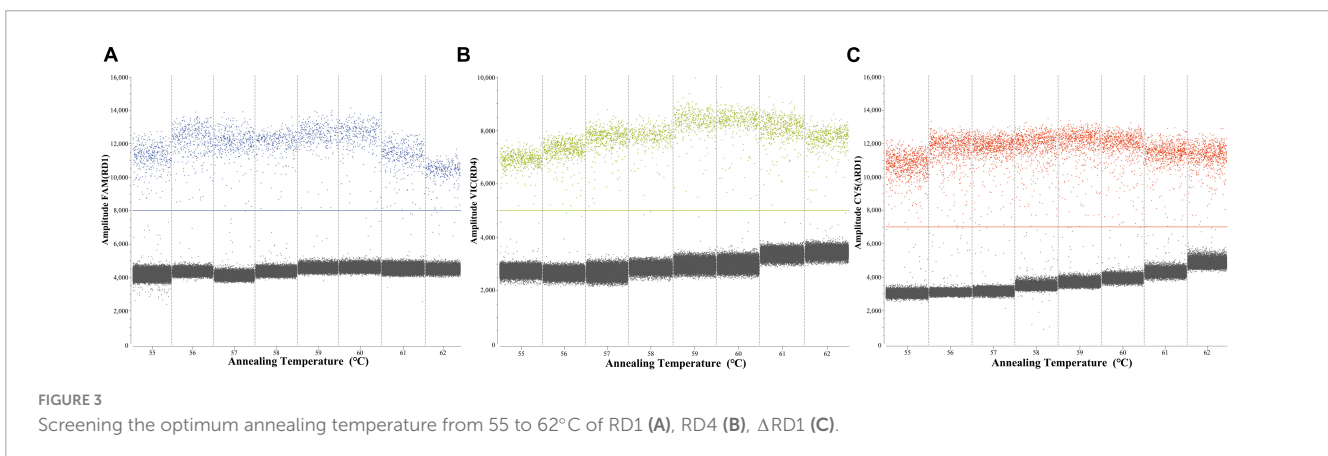 A
Amplitude FAM(RD1)
16,000
14,000
12,000
10,000
8,000
6,000
4,000
2,000
0
55 56 57 58 59 60 61 62
Annealing Temperature (°C)
B
Amplitude VIC(RD4)
10,000
8,000
6,000
4,000
2,000
0
55 56 57 58 59 60 61 62
Annealing Temperature (°C)
C
Amplitude CY5(ΔRD1)
16,000
14,000
12,000
10,000
8,000
6,000
4,000
2,000
0
55 56 57 58 59 60 61 62
Annealing Temperature (°C)
FIGURE 3
Screening the optimum annealing temperature from 55 to 62°C of RD1 (A), RD4 (B), ΔRD1 (C).